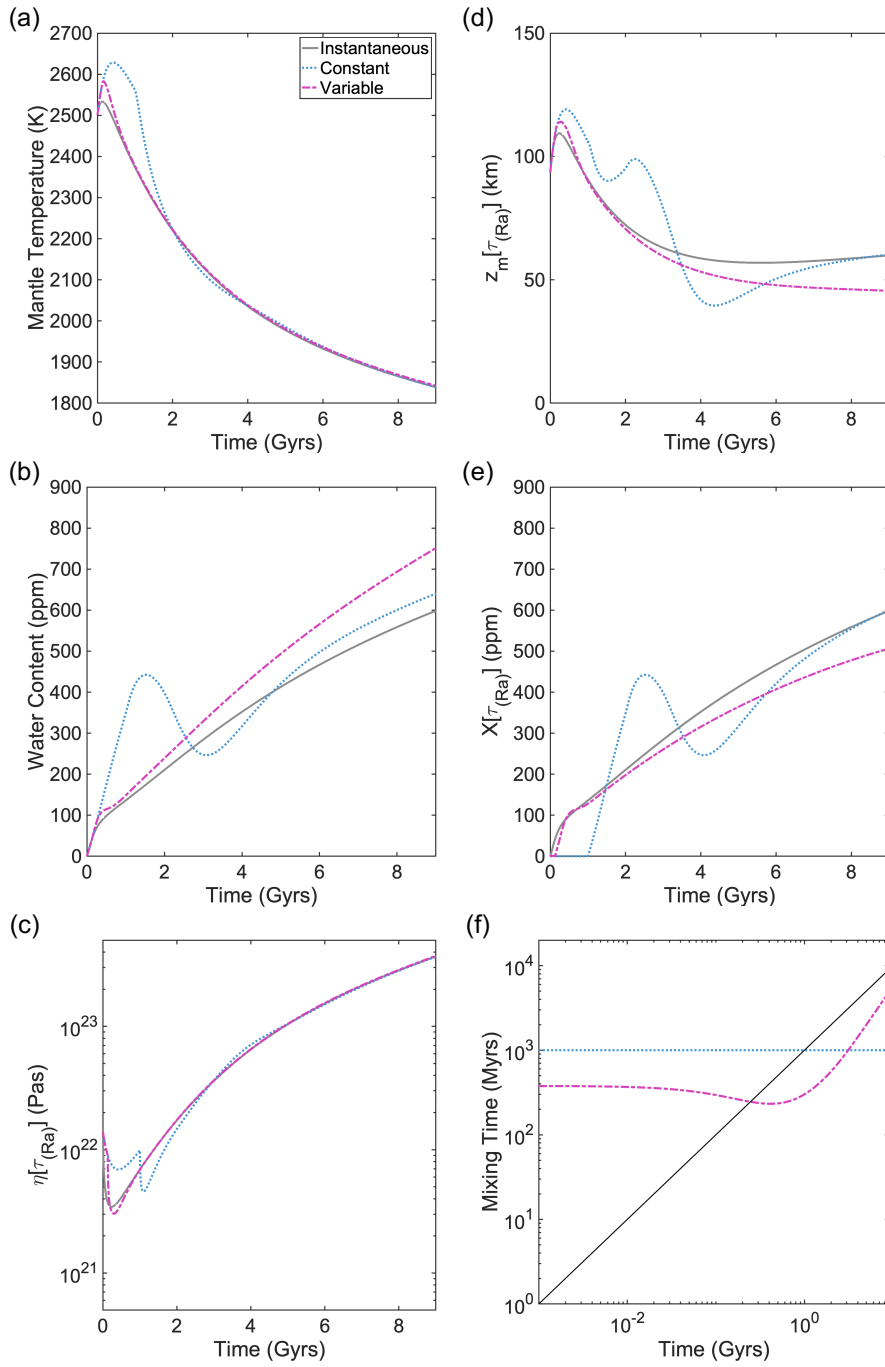 (a)
2700
2600
2500
2400
2300
2200
2100
2000
1900
1800
Mantle Temperature (K)
Instantaneous
Constant
Variable
0 2 4 6 8
Time (Gyrs)
(d)
150
100
50
0
z_m[τ_(Ra)] (km)
0 2 4 6 8
Time (Gyrs)
(b)
900
800
700
600
500
400
300
200
100
0
Water Content (ppm)
0 2 4 6 8
Time (Gyrs)
(e)
900
800
700
600
500
400
300
200
100
0
X[τ_(Ra)] (ppm)
0 2 4 6 8
Time (Gyrs)
(c)
10^23
10^22
10^21
η[τ_(Ra)] (Pas)
0 2 4 6 8
Time (Gyrs)
(f)
10^4
10^3
10^2
10^1
10^0
Mixing Time (Myrs)
10^-2 10^0
Time (Gyrs)